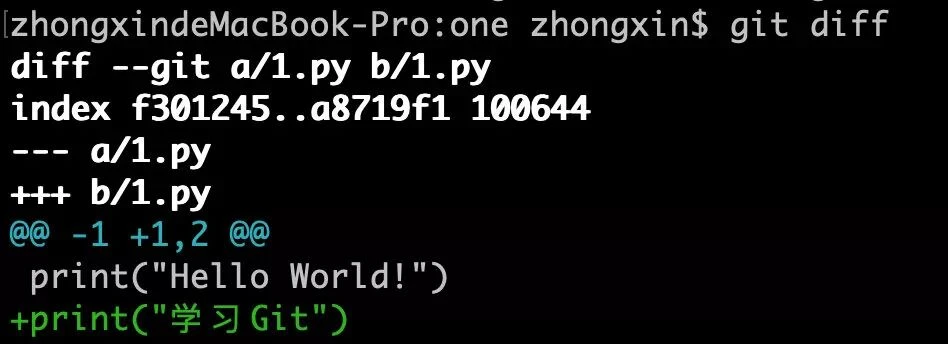 [zhongxindeMacBook-Pro:one zhongxin$ git diff
diff --git a/1.py b/1.py
index f301245..a8719f1 100644
--- a/1.py
+++ b/1.py
@@ -1 +1,2 @@
 print("Hello World!")
+print("学习Git")